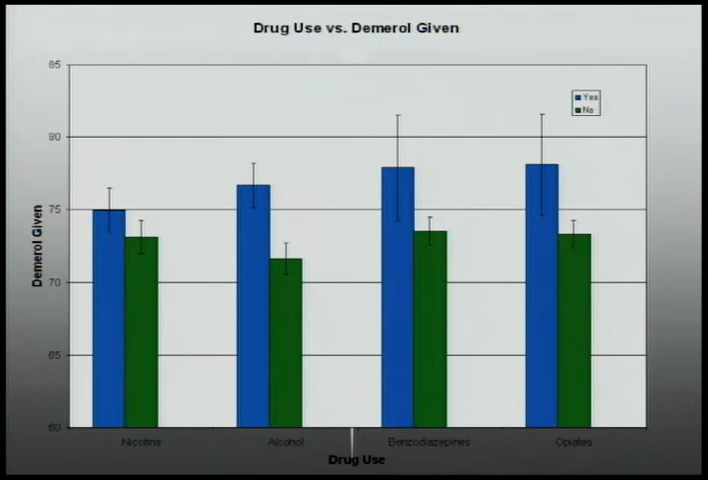 Drug Use vs. Demerol Given
85
Yes
No
80
75
Demerol Given
70
65
60
Nicotine Alcohol Benzodiazepines Opiates
Drug Use